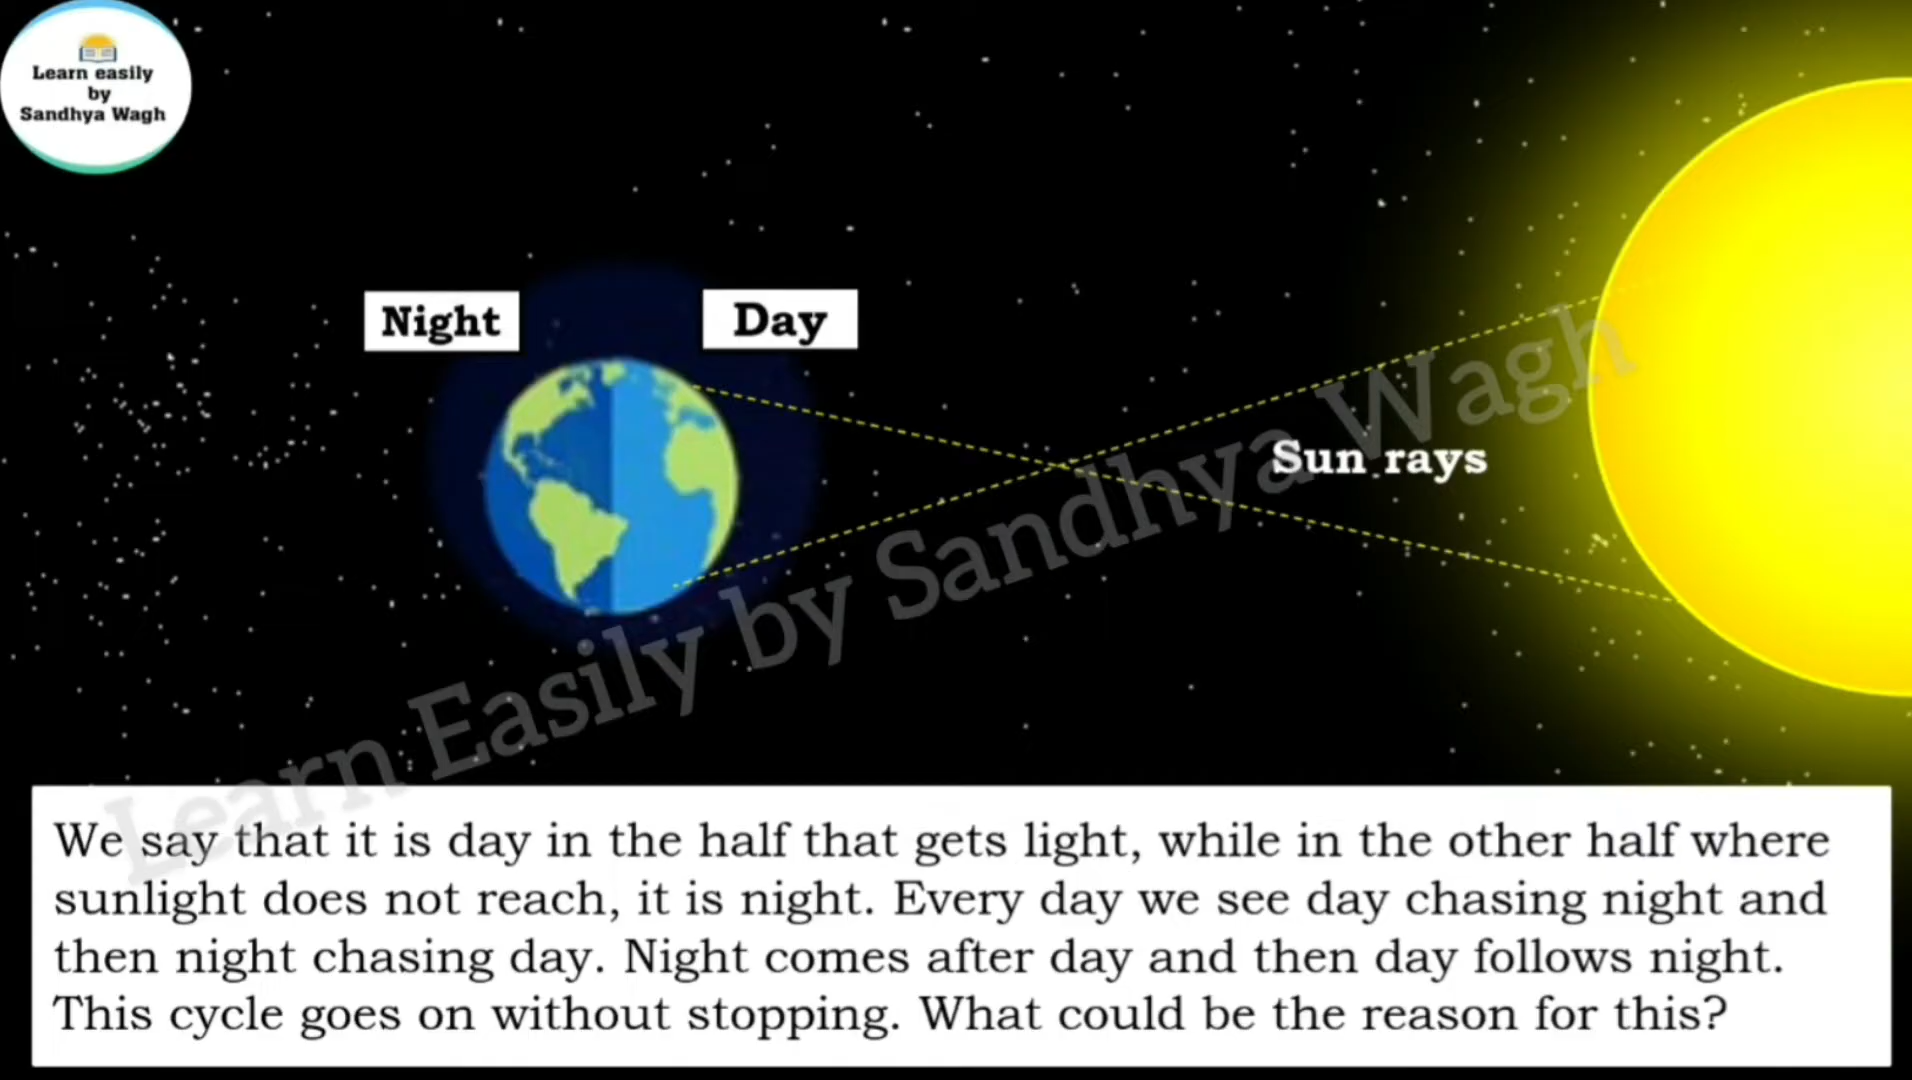 Learn easily
by
Sandhya Wagh
Night
Day
Sun rays
Learn Easily by Sandhya Wagh
We say that it is day in the half that gets light, while in the other half where
sunlight does not reach, it is night. Every day we see day chasing night and
then night chasing day. Night comes after day and then day follows night.
This cycle goes on without stopping. What could be the reason for this?